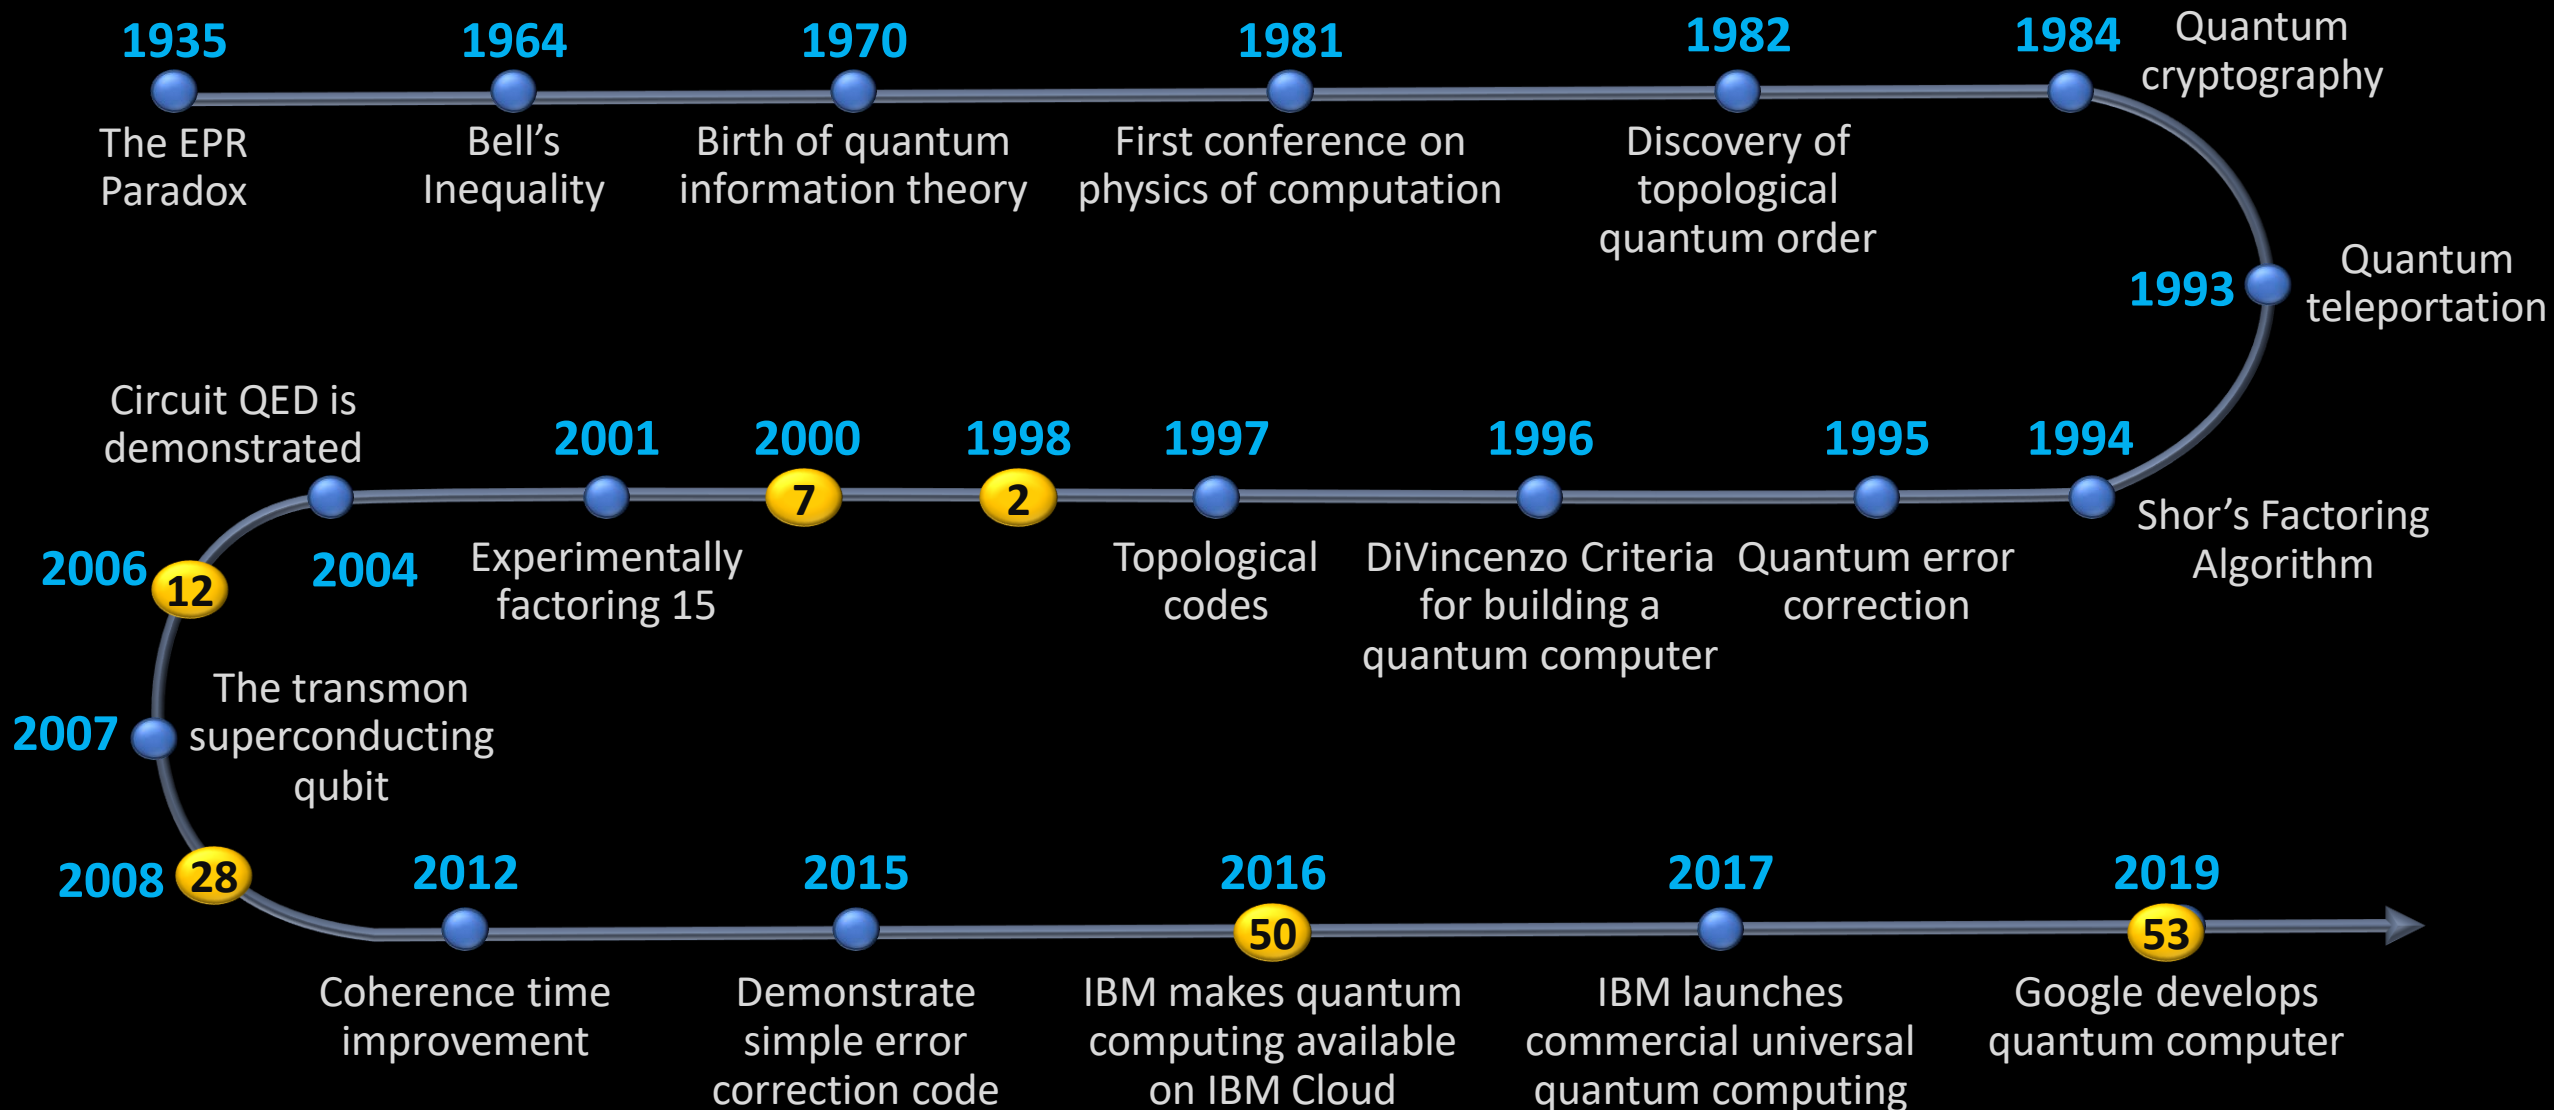 1935
The EPR
Paradox
1964
Bell’s
Inequality
1970
Birth of quantum
information theory
1981
First conference on
physics of computation
1982
Discovery of
topological
quantum order
1984
Quantum
cryptography
1993
Quantum
teleportation
1994
Shor’s Factoring
Algorithm
1995
Quantum error
correction
1996
DiVincenzo Criteria
for building a
quantum computer
1997
Topological
codes
1998
2
2000
7
2001
Experimentally
factoring 15
Circuit QED is
demonstrated
2004
2006
12
2007
The transmon
superconducting
qubit
2008
28
2012
Coherence time
improvement
2015
Demonstrate
simple error
correction code
2016
50
IBM makes quantum
computing available
on IBM Cloud
2017
IBM launches
commercial universal
quantum computing
2019
53
Google develops
quantum computer